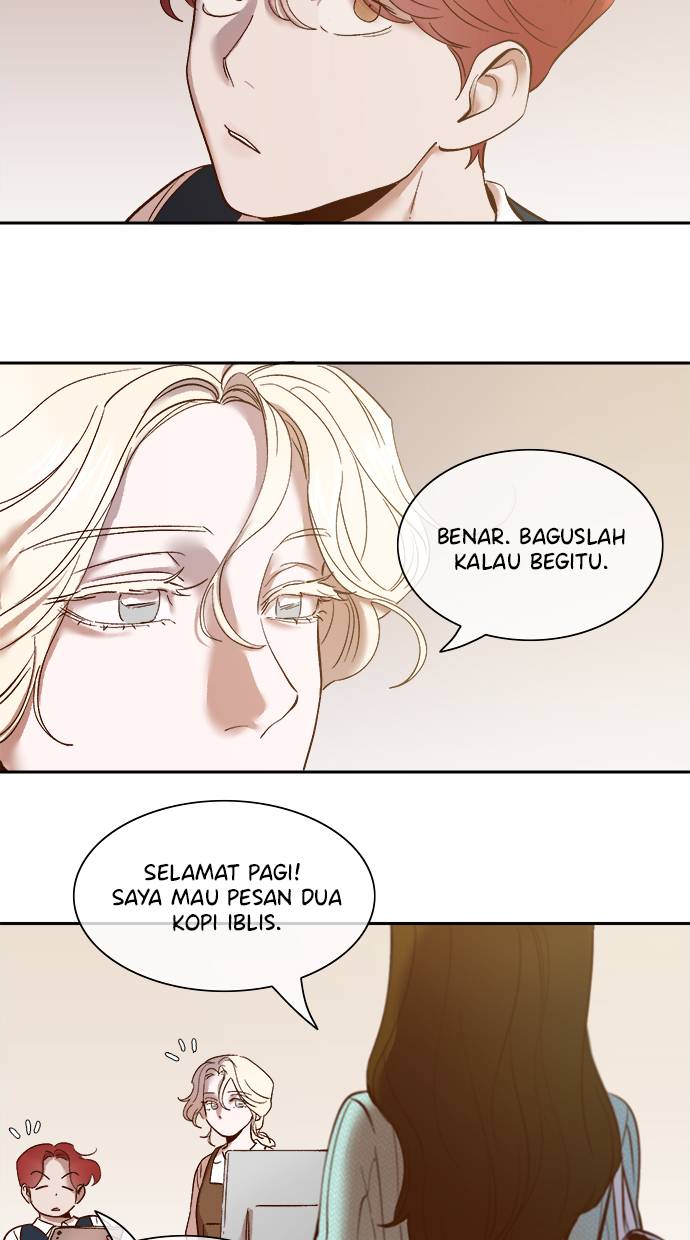 BENAR. BAGUSLAH
KALAU BEGITU.
SELAMAT PAGI!
SAYA MAU PESAN DUA
KOPI IBLIS.